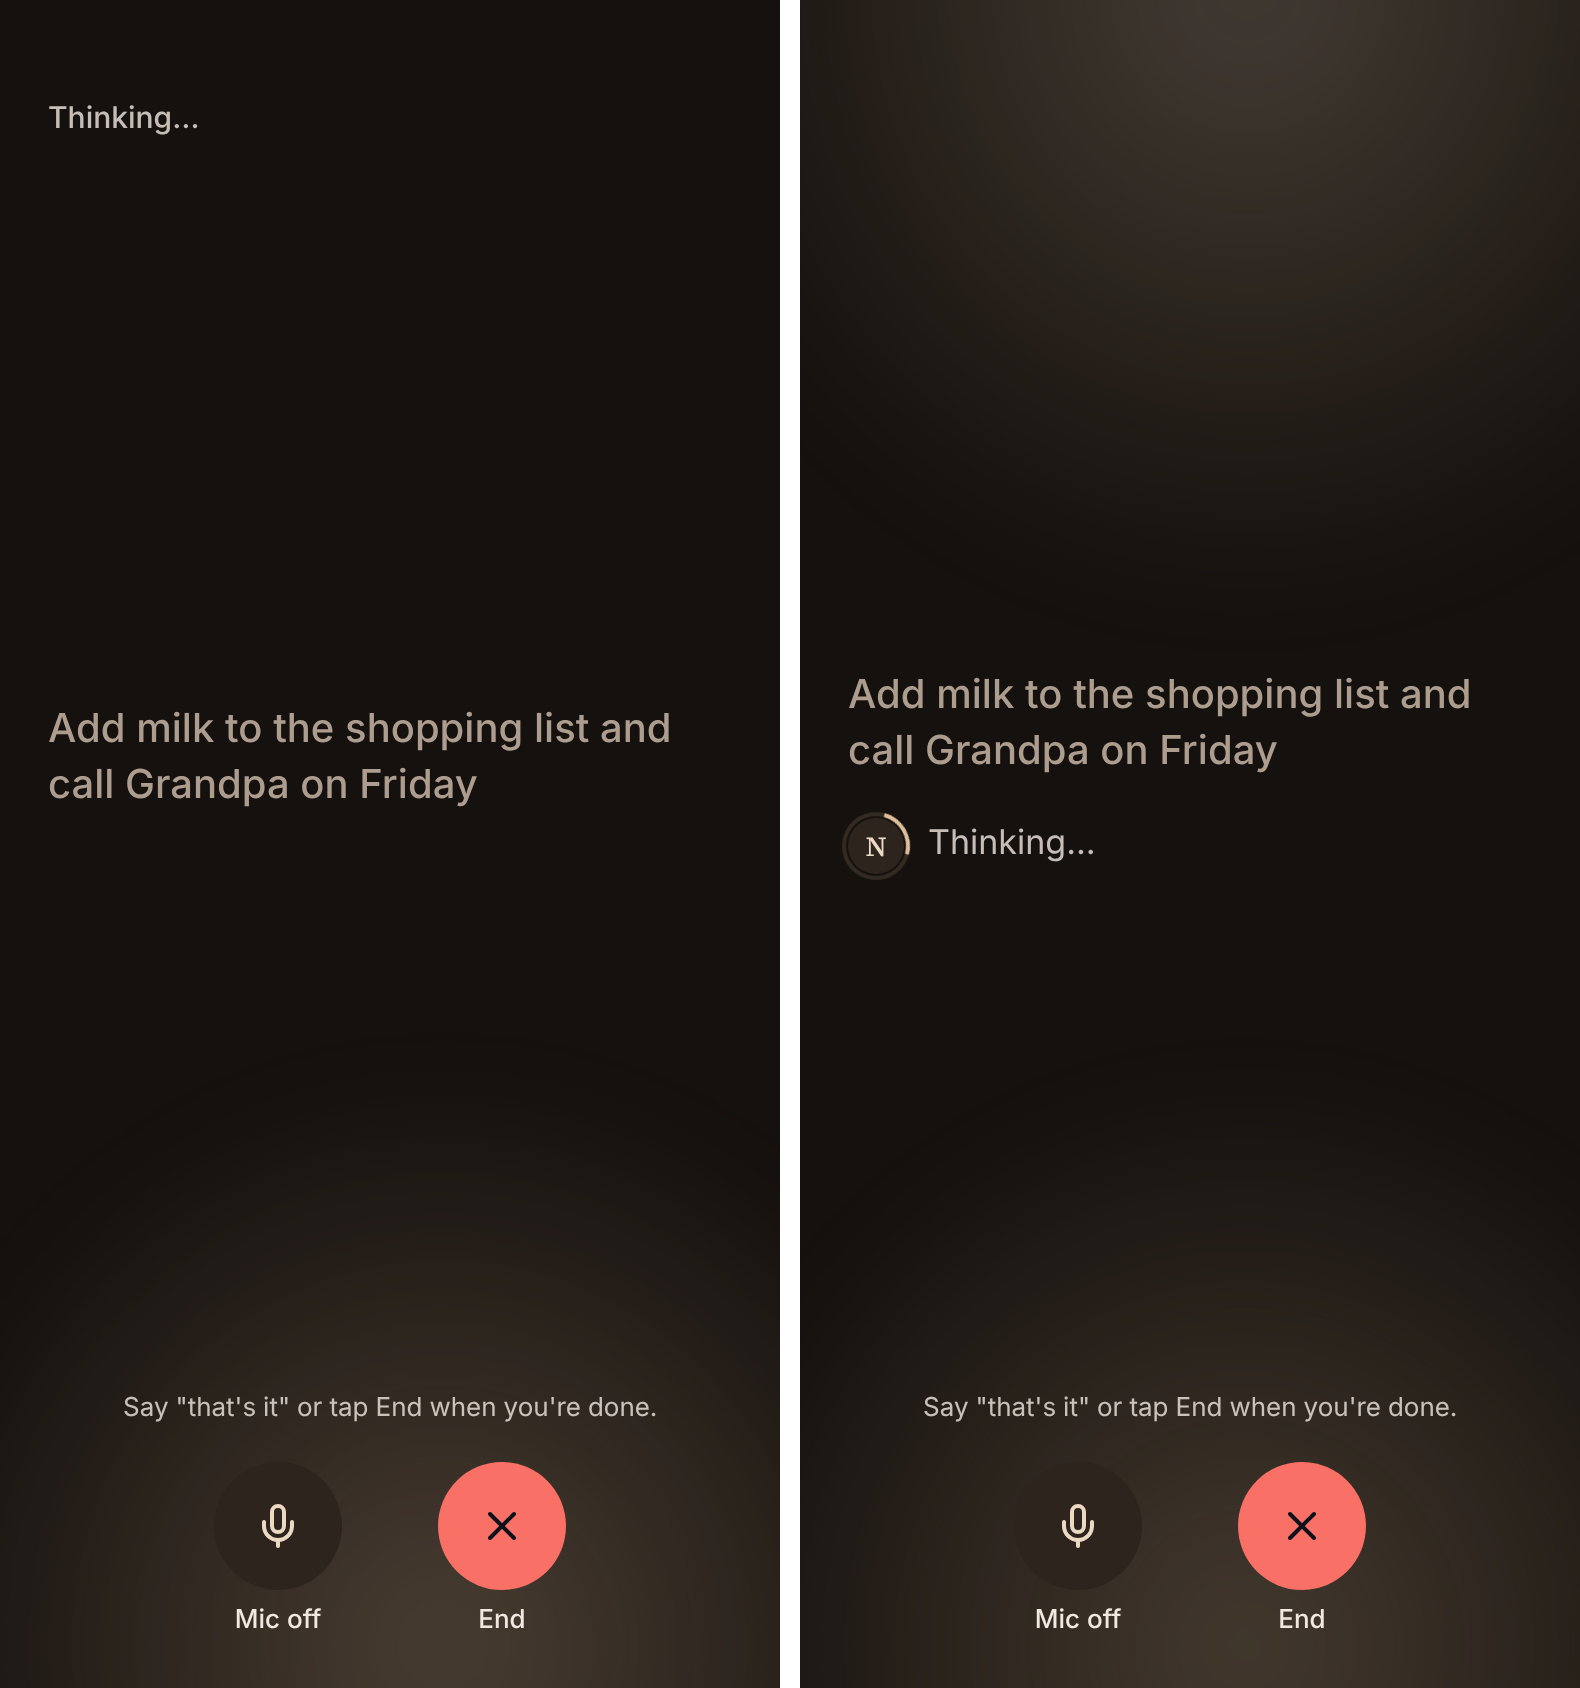 Thinking...
Add milk to the shopping list and
call Grandpa on Friday
Say "that's it" or tap End when you're done.
Mic off
End
Add milk to the shopping list and
call Grandpa on Friday
N
Thinking...
Say "that's it" or tap End when you're done.
Mic off
End